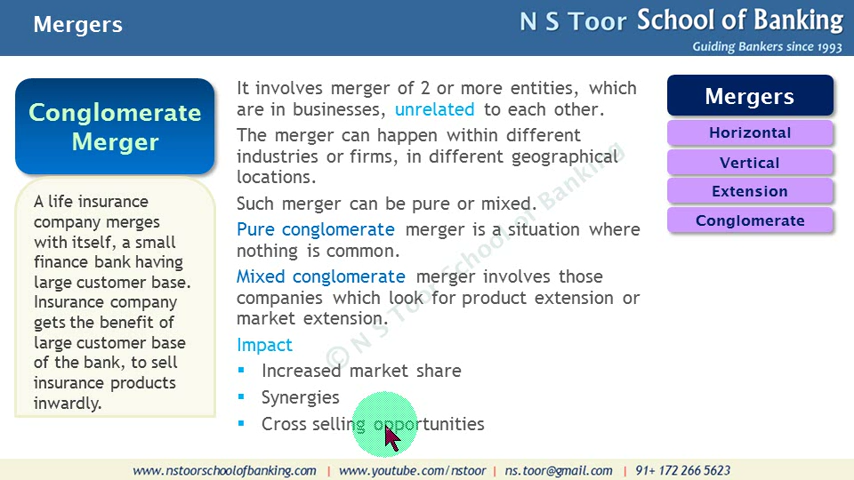 Mergers
N S Toor School of Banking
Guiding Bankers since 1993
Conglomerate
Merger
A life insurance
company merges
with itself, a small
finance bank having
large customer base.
Insurance company
gets the benefit of
large customer base
of the bank, to sell
insurance products
inwardly.
It involves merger of 2 or more entities, which
are in businesses, unrelated to each other.
The merger can happen within different
industries or firms, in different geographical
locations.
Such merger can be pure or mixed.
Pure conglomerate merger is a situation where
nothing is common.
Mixed conglomerate merger involves those
companies which look for product extension or
market extension.
Impact
▪ Increased market share
▪ Synergies
▪ Cross selling opportunities
© N S Toor School of Banking
Mergers
Horizontal
Vertical
Extension
Conglomerate
www.nstoorschoolofbanking.com | www.youtube.com/nstoor | ns.toor@gmail.com | 91+ 172 266 5623